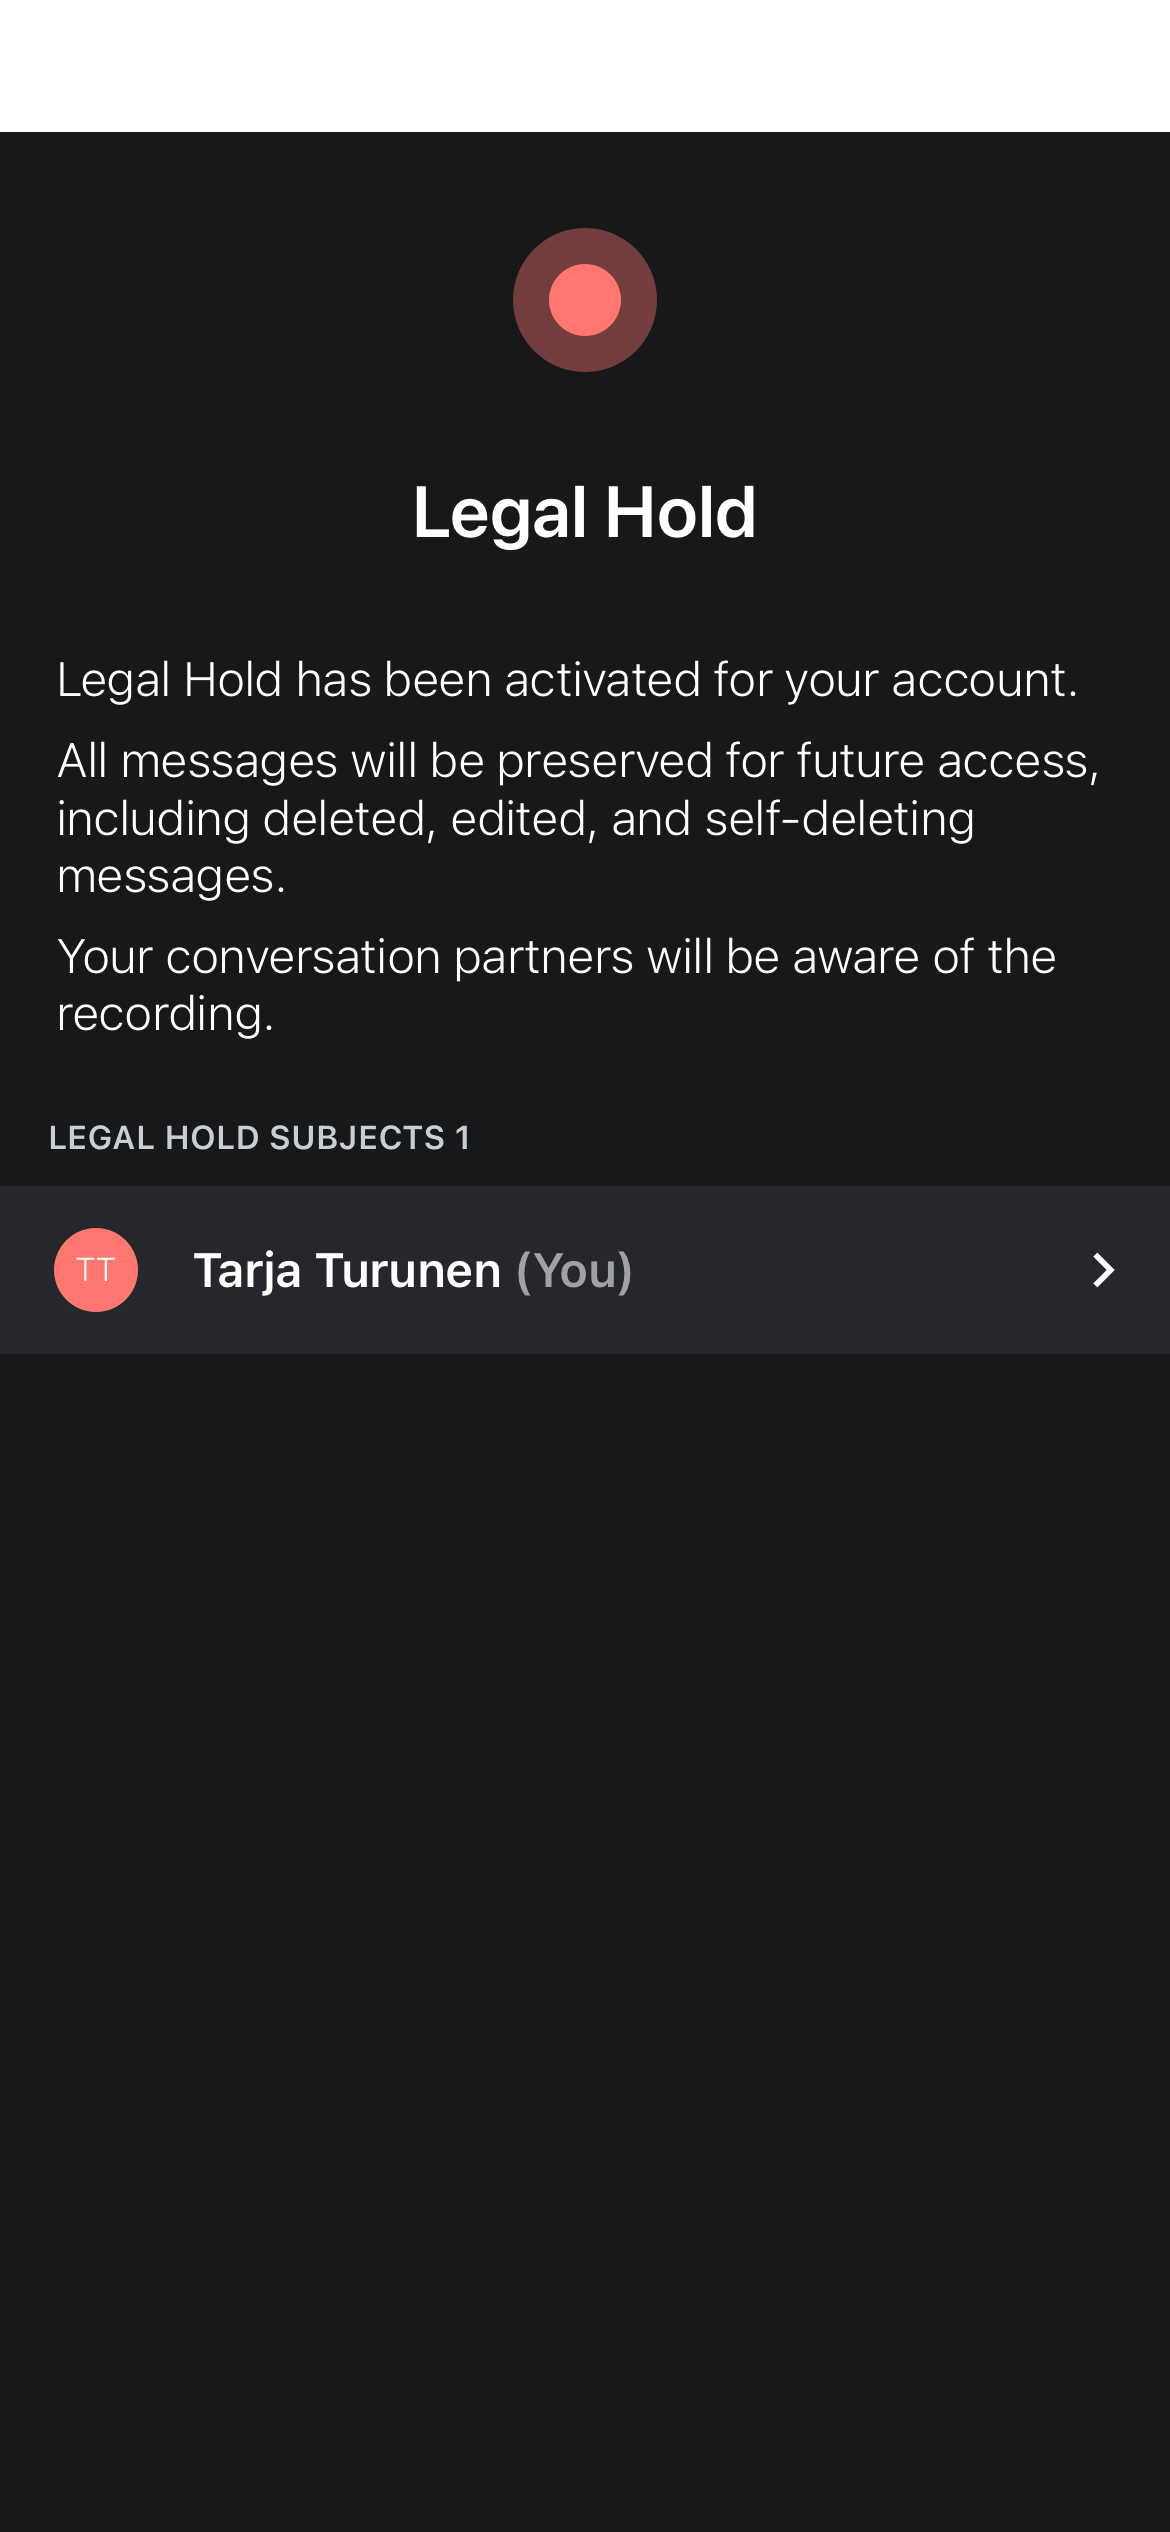 Legal Hold
Legal Hold has been activated for your account.
All messages will be preserved for future access,
including deleted, edited, and self-deleting
messages.
Your conversation partners will be aware of the
recording.
LEGAL HOLD SUBJECTS 1
TT
Tarja Turunen (You)